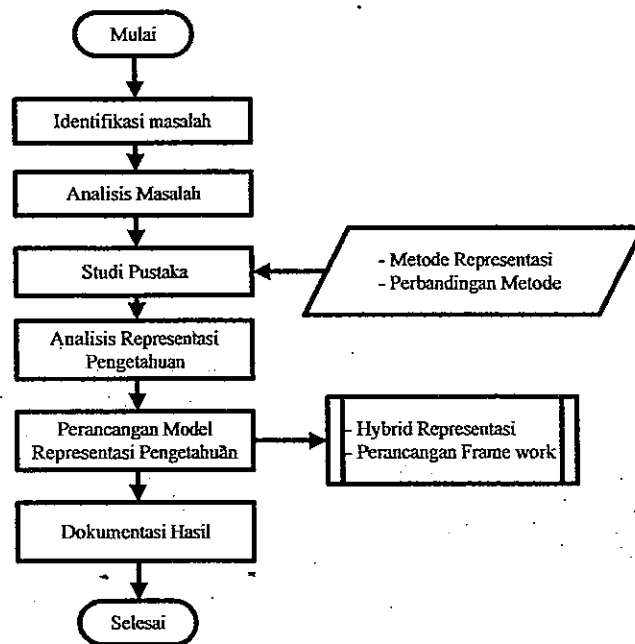 Mulai
Identifikasi masalah
Analisis Masalah
Studi Pustaka
- Metode Representasi
- Perbandingan Metode
Analisis Representasi
Pengetahuan
Perancangan Model
Representasi Pengetahuan
- Hybrid Representasi
- Perancangan Frame work
Dokumentasi Hasil
Selesai